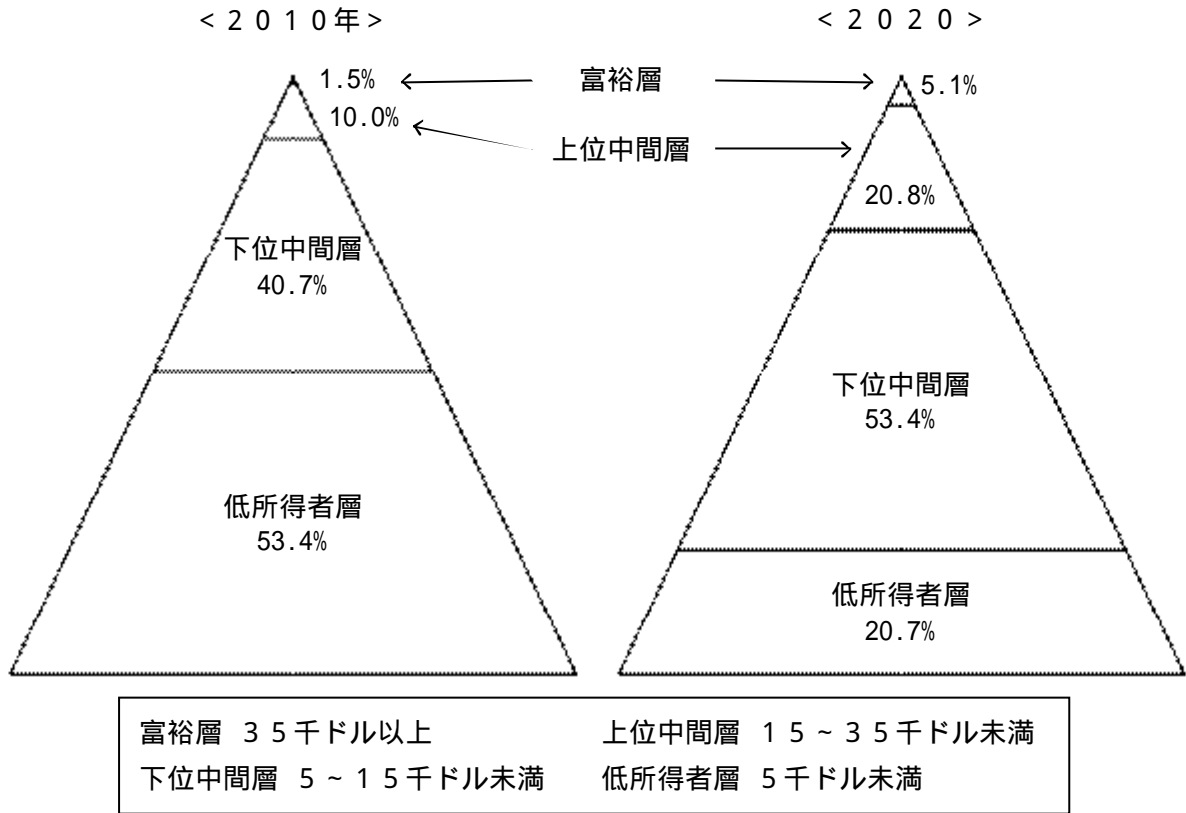 ＜２０１０年＞
＜２０２０＞
1.5%
富裕層
5.1%
10.0%
上位中間層
20.8%
下位中間層
40.7%
下位中間層
53.4%
低所得者層
53.4%
低所得者層
20.7%
富裕層 ３５千ドル以上 上位中間層 １５～３５千ドル未満
下位中間層 ５～１５千ドル未満 低所得者層 ５千ドル未満